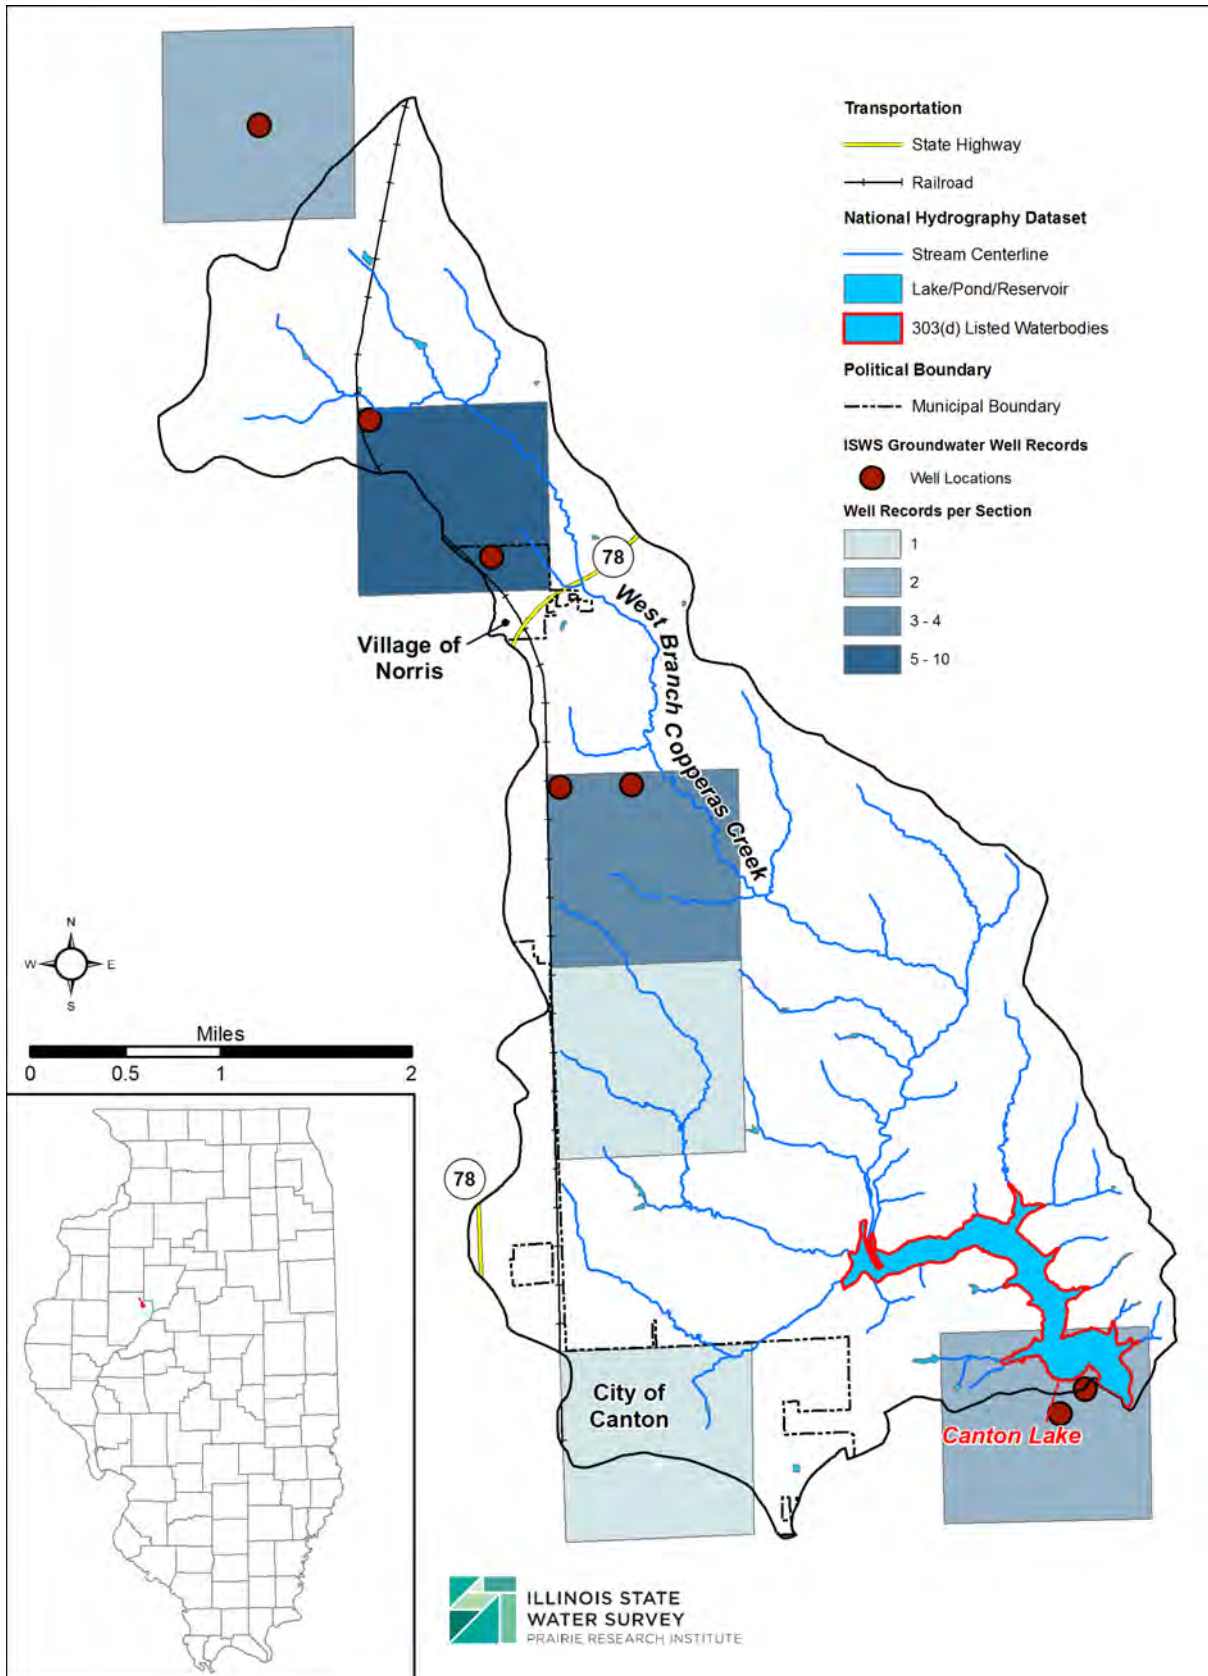 Transportation
State Highway
Railroad
National Hydrography Dataset
Stream Centerline
Lake/Pond/Reservoir
303(d) Listed Waterbodies
Political Boundary
Municipal Boundary
ISWS Groundwater Well Records
Well Locations
Well Records per Section
1
2
3 - 4
5 - 10
78
West Branch Copperas Creek
Village of
Norris
N
W E
S
Miles
0 0.5 1 2
78
City of
Canton
Canton Lake
ILLINOIS STATE
WATER SURVEY
PRAIRIE RESEARCH INSTITUTE